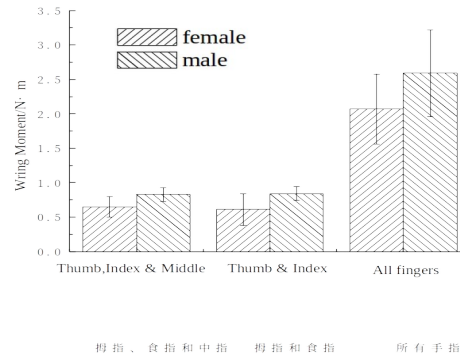 3.5
3.0
2.5
2.0
1.5
1.0
0.5
0.0
Wring Moment/N· m
female
male
Thumb,Index & Middle
Thumb & Index
All fingers
拇指、食指和中指
拇指和食指
所有手指